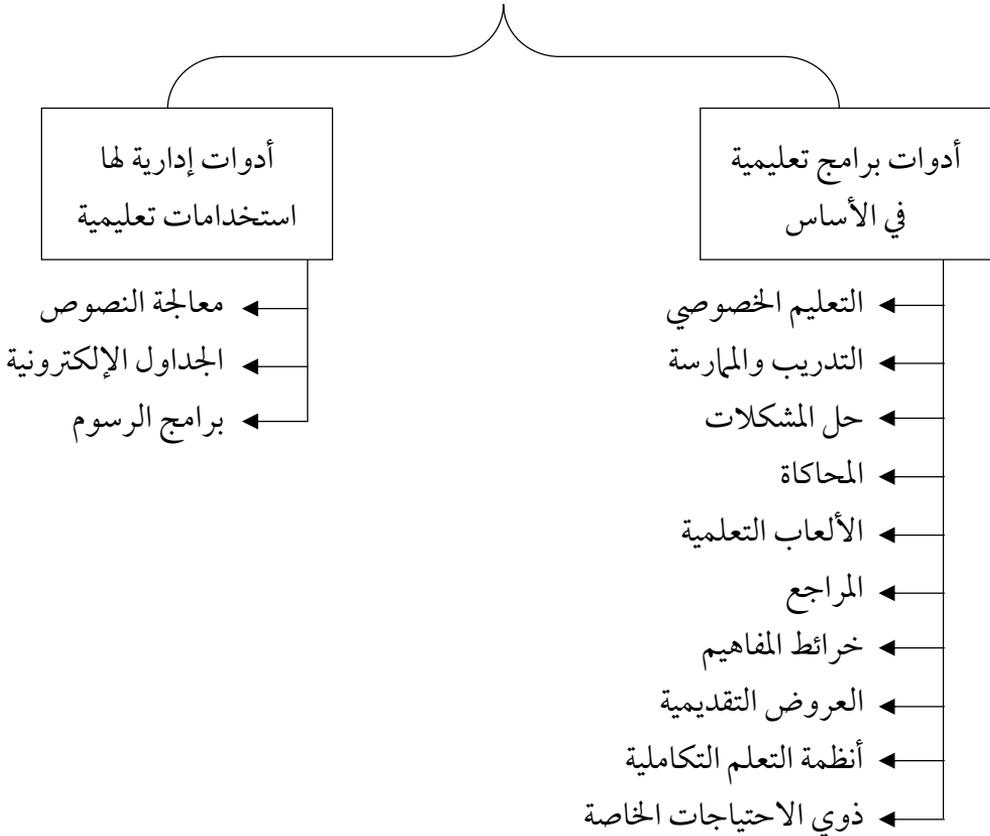 أدوات برامج تعليمية
في الأساس
التعليم الخصوصي
التدريب والممارسة
حل المشكلات
المحاكاة
الألعاب التعلمية
المراجع
خرائط المفاهيم
العروض التقديمية
أنظمة التعلم التكاملية
ذوي الاحتياجات الخاصة
أدوات إدارية لها
استخدامات تعليمية
معالجة النصوص
الجداول الإلكترونية
برامج الرسوم